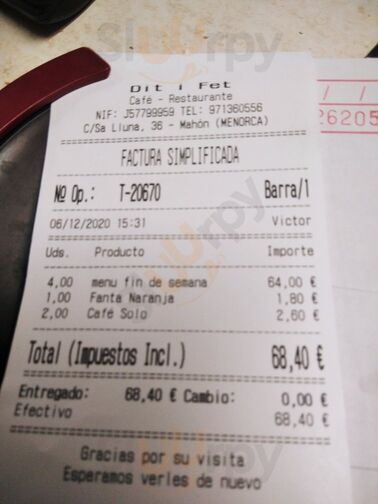 Dit i Fet
Café - Restaurante
NIF: J57799959 TEL: 971360556
C/Sa Lluna, 36 - Mahón (MENORCA)
FACTURA SIMPLIFICADA
Nº Op.: T-20670 Barra/1
06/12/2020 15:31 Victor
Uds. Producto Importe
4,00 menu fin de semana 64,00 €
1,00 Fanta Naranja 1,80 €
2,00 Café Solo 2,60 €
Total (Impuestos Incl.) 68,40 €
Entregado: 68,40 € Cambio: 0,00 €
Efectivo 68,40 €
Gracias por su visita
Esperamos verles de nuevo
/ /
26205
Slurpy